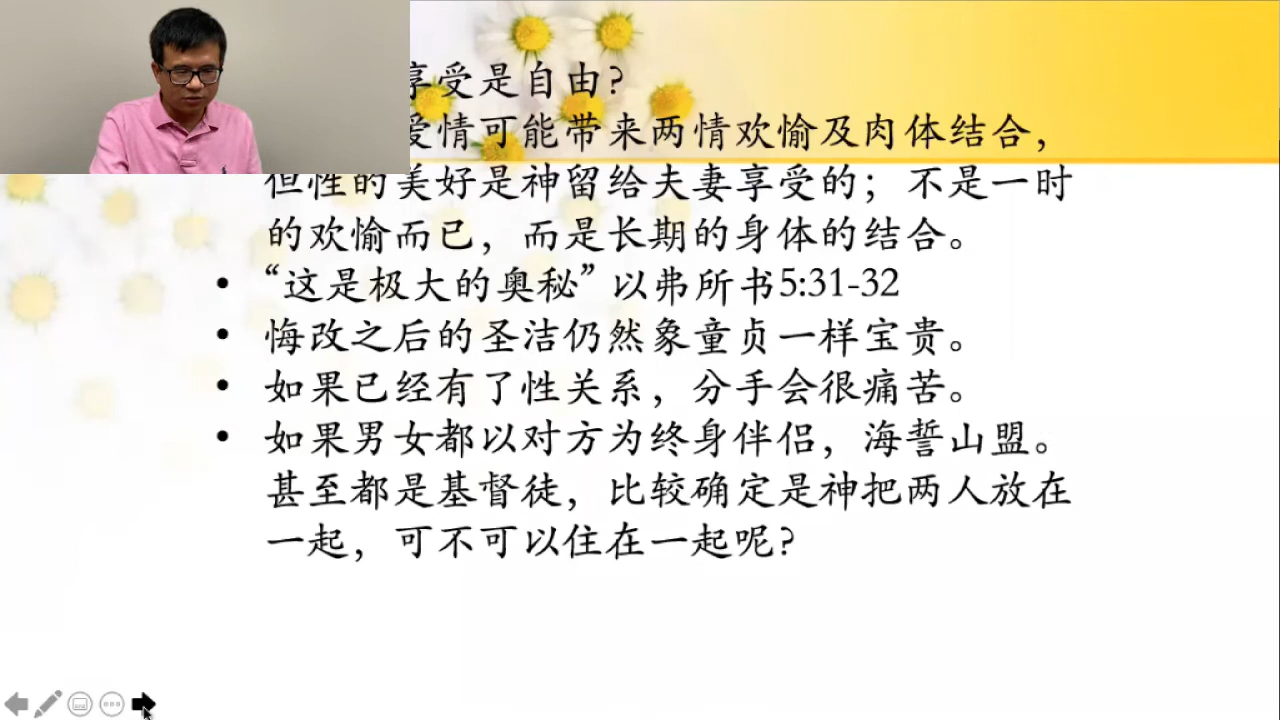 享受是自由?
爱情可能带来两情欢愉及肉体结合，
但性的美好是神留给夫妻享受的；不是一时
的欢愉而已，而是长期的身体的结合。
• “这是极大的奥秘” 以弗所书5:31-32
• 悔改之后的圣洁仍然象童贞一样宝贵。
• 如果已经有了性关系，分手会很痛苦。
• 如果男女都以对方为终身伴侣，海誓山盟。
甚至都是基督徒，比较确定是神把两人放在
一起，可不可以住在一起呢?